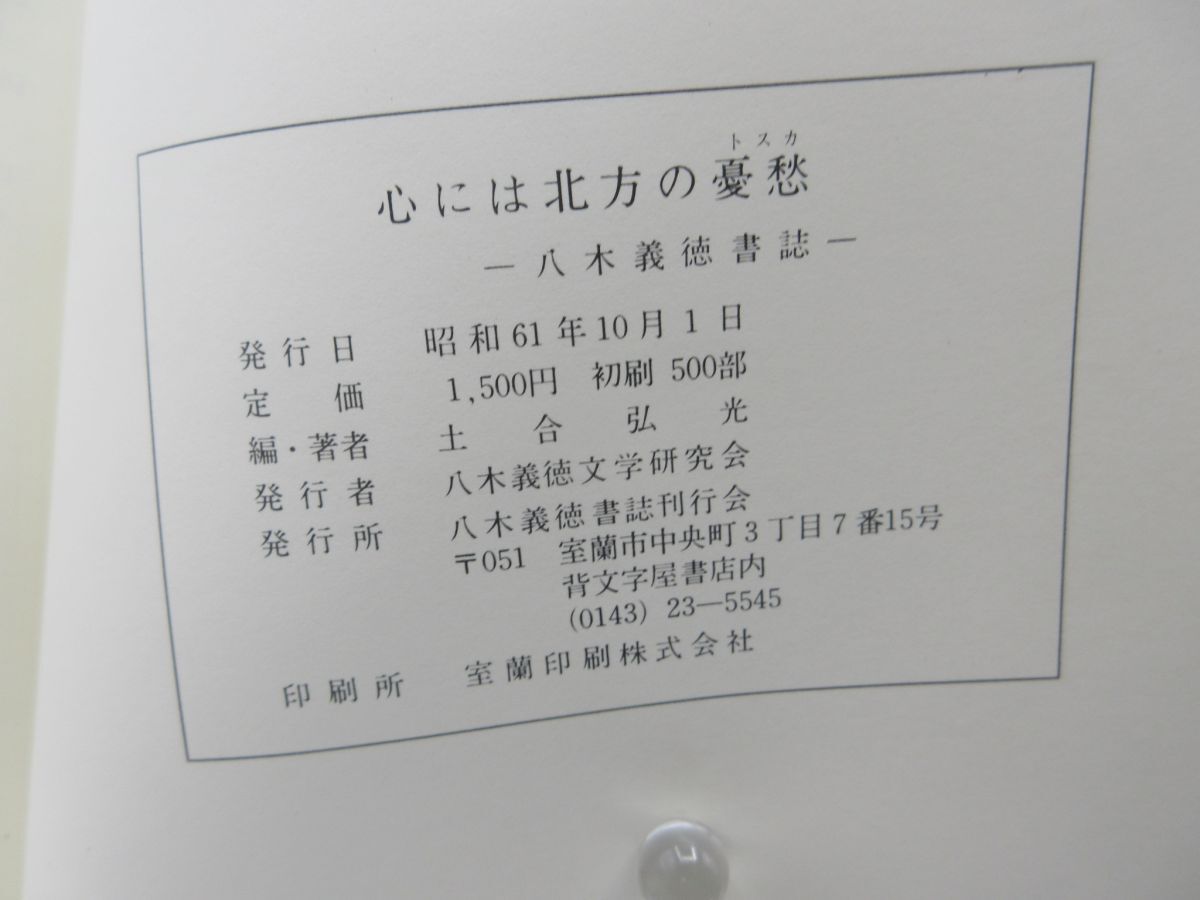 トスカ
心には北方の憂愁
―八木義徳書誌―
発行日 昭和61年10月1日
定価 1,500円 初刷 500部
編・著者 土合弘光
発行者 八木義徳文学研究会
発行所 八木義徳書誌刊行会
〒051 室蘭市中央町3丁目7番15号
背文字屋書店内
(0143) 23―5545
印刷所 室蘭印刷株式会社